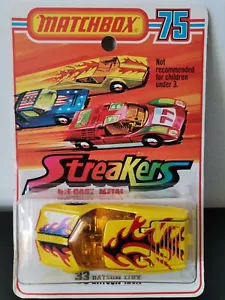 MATCHBOX
75
Not
recommended
for children
under 3.
Streakers
DIE-CAST METAL
33 DATSUN 126X